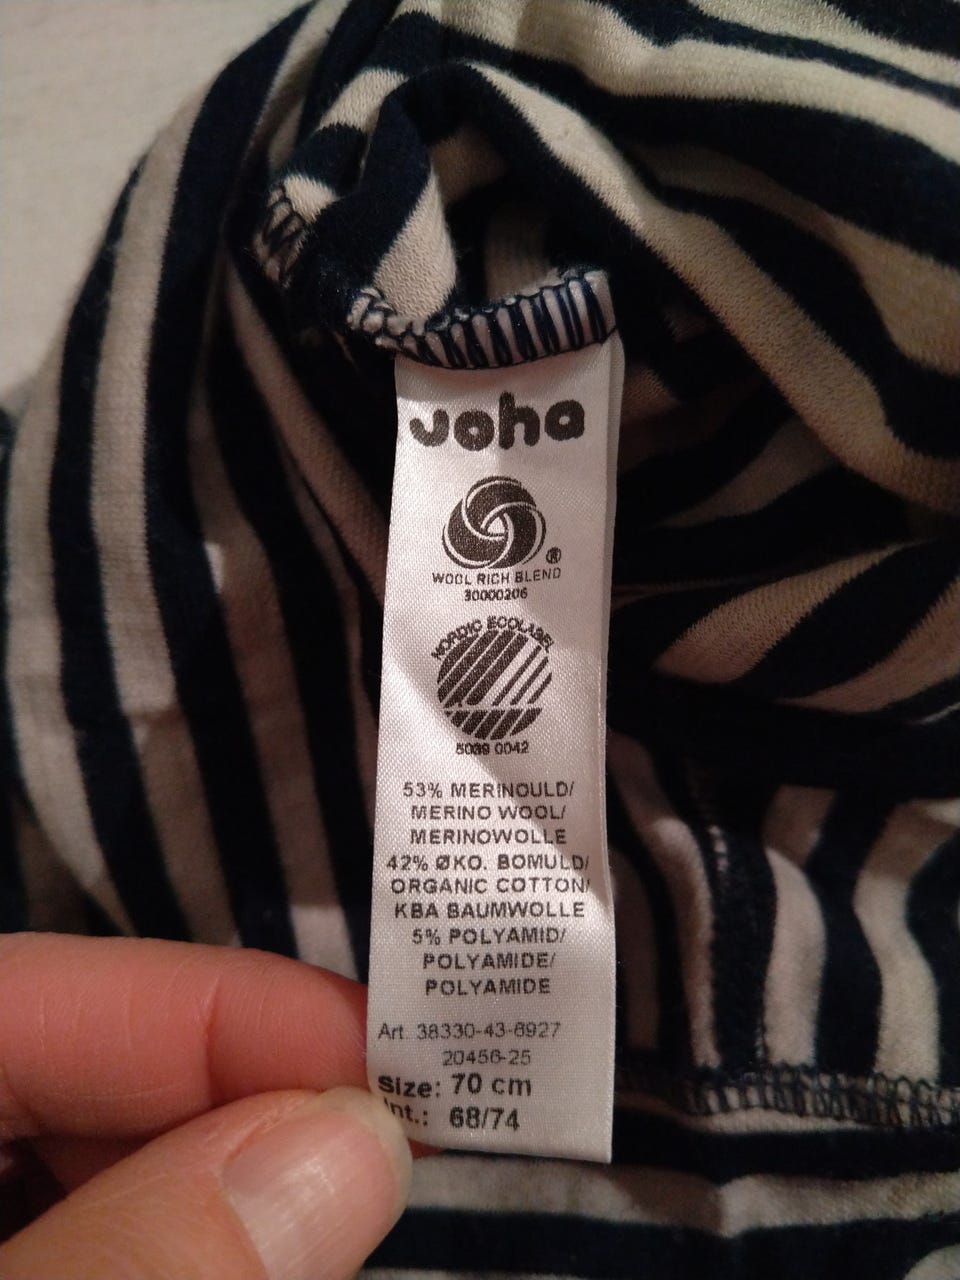 Joha
®
WOOL RICH BLEND
30000206
NORDIC ECOLABEL
5039 0042
53% MERINOULD/
MERINO WOOL/
MERINOWOLLE
42% ØKO. BOMULD/
ORGANIC COTTON/
KBA BAUMWOLLE
5% POLYAMID/
POLYAMIDE/
POLYAMIDE
Art. 38330-43-6927
20456-25
Size: 70 cm
Int.: 68/74